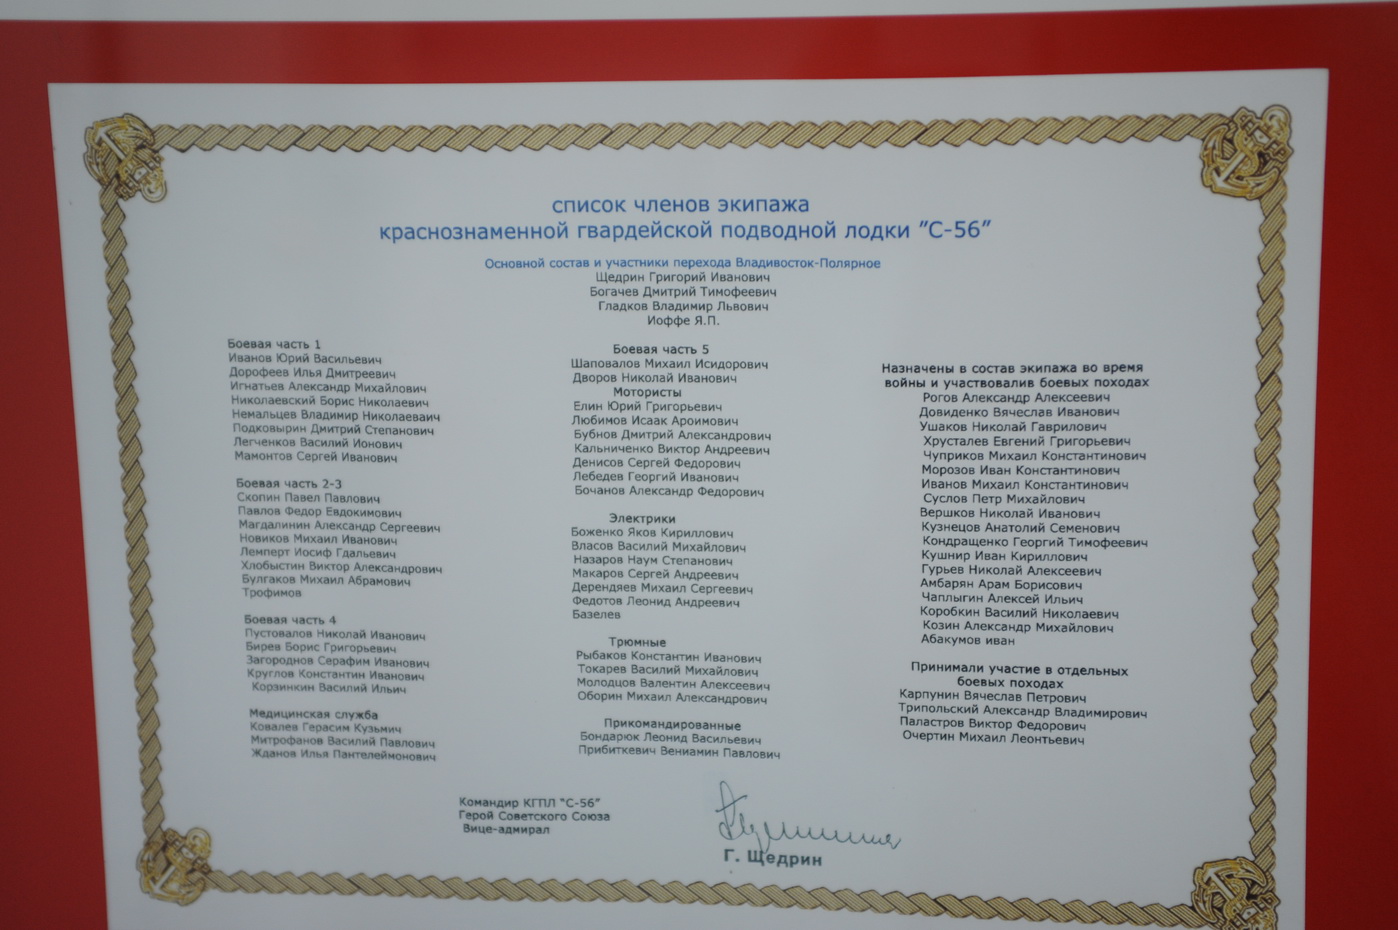 список членов экипажа
краснознаменной гвардейской подводной лодки "С-56"
Основной состав и участники перехода Владивосток-Полярное
Щедрин Григорий Иванович
Богачев Дмитрий Тимофеевич
Гладков Владимир Львович
Иоффе Я.П.
Боевая часть 1
Иванов Юрий Васильевич
Дорофеев Илья Дмитреевич
Игнатьев Александр Михайлович
Николаевский Борис Николаевич
Немальцев Владимир Николаеваич
Подковырин Дмитрий Степанович
Легченков Василий Ионович
Мамонтов Сергей Иванович
Боевая часть 2-3
Скопин Павел Павлович
Павлов Федор Евдокимович
Магдалинин Александр Сергеевич
Новиков Михаил Иванович
Лемперт Иосиф Гдальевич
Хлобыстин Виктор Александрович
Булгаков Михаил Абрамович
Трофимов
Боевая часть 4
Пустовалов Николай Иванович
Бирев Борис Григорьевич
Загороднов Серафим Иванович
Круглов Константин Иванович
Корзинкин Василий Ильич
Медицинская служба
Ковалев Герасим Кузьмич
Митрофанов Василий Павлович
Жданов Илья Пантелеймонович
Боевая часть 5
Шаповалов Михаил Исидорович
Дворов Николай Иванович
Мотористы
Елин Юрий Григорьевич
Любимов Исаак Ароимович
Бубнов Дмитрий Александрович
Кальниченко Виктор Андреевич
Денисов Сергей Федорович
Лебедев Георгий Иванович
Бочанов Александр Федорович
Электрики
Боженко Яков Кириллович
Власов Василий Михайлович
Назаров Наум Степанович
Макаров Сергей Андреевич
Дерендяев Михаил Сергеевич
Федотов Леонид Андреевич
Базелев
Трюмные
Рыбаков Константин Иванович
Токарев Василий Михайлович
Молодцов Валентин Алексеевич
Оборин Михаил Александрович
Прикомандированные
Бондарюк Леонид Васильевич
Прибиткевич Вениамин Павлович
Назначены в состав экипажа во время
войны и участвовалив боевых походах
Рогов Александр Алексеевич
Довиденко Вячеслав Иванович
Ушаков Николай Гаврилович
Хрусталев Евгений Григорьевич
Чуприков Михаил Константинович
Морозов Иван Константинович
Иванов Михаил Константинович
Суслов Петр Михайлович
Вершков Николай Иванович
Кузнецов Анатолий Семенович
Кондращенко Георгий Тимофеевич
Кушнир Иван Кириллович
Гурьев Николай Алексеевич
Амбарян Арам Борисович
Чаплыгин Алексей Ильич
Коробкин Василий Николаевич
Козин Александр Михайлович
Абакумов иван
Принимали участие в отдельных
боевых походах
Карпунин Вячеслав Петрович
Трипольский Александр Владимирович
Паластров Виктор Федорович
Очертин Михаил Леонтьевич
Командир КГПЛ "С-56"
Герой Советского Союза
Вице-адмирал
Г. Щедрин